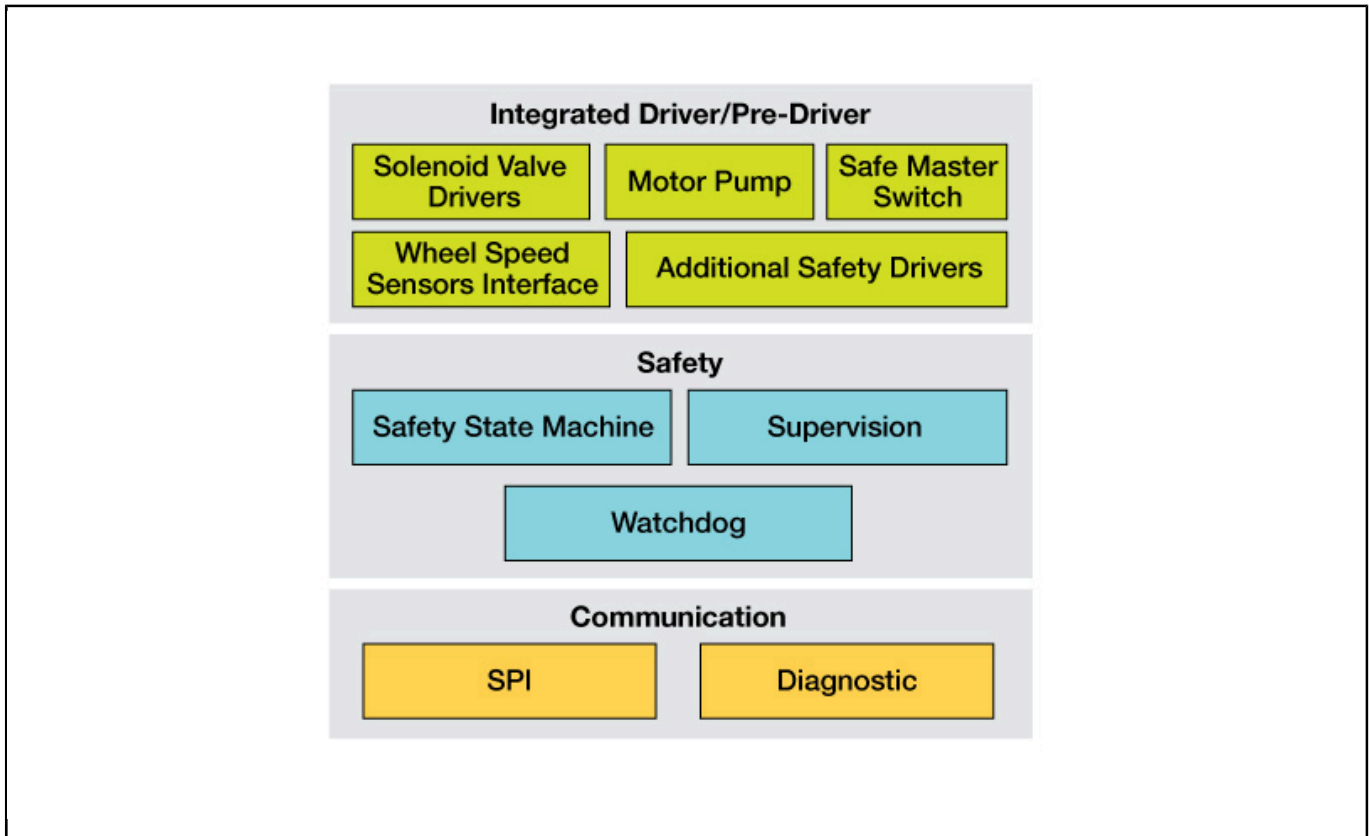 Integrated Driver/Pre-Driver
Solenoid Valve
Drivers
Motor Pump
Safe Master
Switch
Wheel Speed
Sensors Interface
Additional Safety Drivers
Safety
Safety State Machine
Supervision
Watchdog
Communication
SPI
Diagnostic